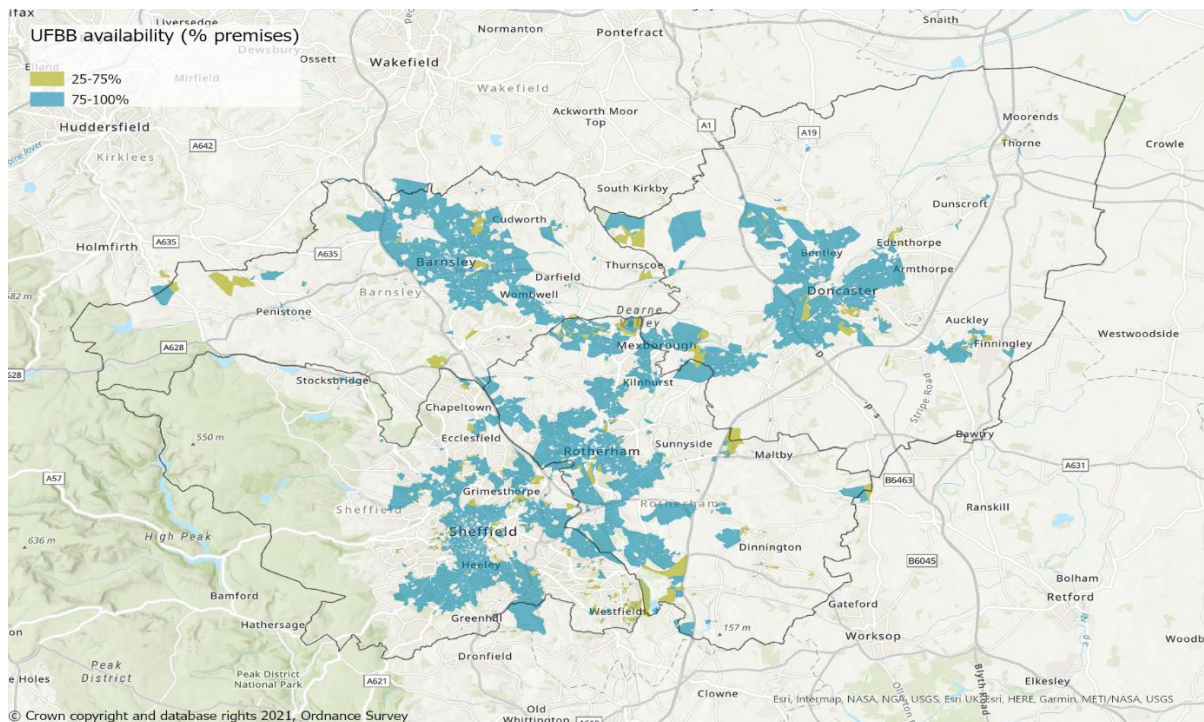 UFBB availability (% premises)
25-75%
75-100%
Liversedge
Dewsbury
Ossett
Mirfield
Huddersfield
Kirklees
Wakefield
Wakefield
Normanton
Pontefract
Ackworth Moor
Top
Snaith
A1
A19
A642
Moorends
Thorne
Crowle
South Kirkby
Dunscroft
Cudworth
Holmfirth
A635
A635
Barnsley
Barnsley
Darfield
Thurnscoe
Bentley
Edenthorpe
Armthorpe
Doncaster
Wombwell
Penistone
Dearne
Valley
Mexborough
Auckley
Finningley
Westwoodside
582 m
A628
A628
Stocksbridge
Kilnhurst
Stripe Road
Chapeltown
Ecclesfield
Sunnyside
Rotherham
Maltby
Bawtry
A631
550 m
A57
B6463
Grimesthorpe
Sheffield
Rotherham
Ranskill
Sheffield
High Peak
636 m
Dinnington
Heeley
B6045
Bolham
Retford
Bamford
Westfield
Gateford
Hathersage
Greenhill
157 m
Worksop
Dronfield
Peak
District
Peak District
National Park
A621
Clowne
Elkesley
Blyth Road
Old
Whittington
Esri, Intermap, NASA, NGA, USGS, Esri UK, Esri, HERE, Garmin, METI/NASA, USGS
© Crown copyright and database rights 2021, Ordnance Survey